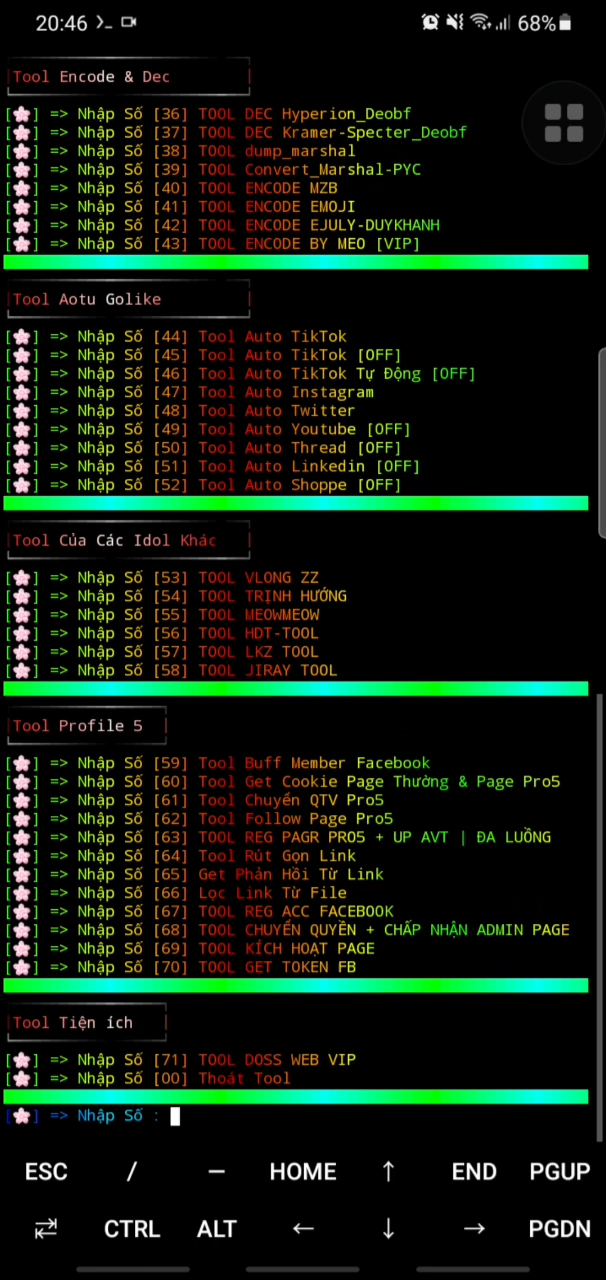 20:46 68%
Tool Encode & Dec
[🌸] => Nhập Số [36] TOOL DEC Hyperion_Deobf
[🌸] => Nhập Số [37] TOOL DEC Kramer-Specter_Deobf
[🌸] => Nhập Số [38] TOOL dump_marshal
[🌸] => Nhập Số [39] TOOL Convert_Marshal-PYC
[🌸] => Nhập Số [40] TOOL ENCODE MZB
[🌸] => Nhập Số [41] TOOL ENCODE EMOJI
[🌸] => Nhập Số [42] TOOL ENCODE EJULY-DUYKHANH
[🌸] => Nhập Số [43] TOOL ENCODE BY MEO [VIP]
Tool Aotu Golike
[🌸] => Nhập Số [44] Tool Auto TikTok
[🌸] => Nhập Số [45] Tool Auto TikTok [OFF]
[🌸] => Nhập Số [46] Tool Auto TikTok Tự Động [OFF]
[🌸] => Nhập Số [47] Tool Auto Instagram
[🌸] => Nhập Số [48] Tool Auto Twitter
[🌸] => Nhập Số [49] Tool Auto Youtube [OFF]
[🌸] => Nhập Số [50] Tool Auto Thread [OFF]
[🌸] => Nhập Số [51] Tool Auto Linkedin [OFF]
[🌸] => Nhập Số [52] Tool Auto Shoppe [OFF]
Tool Của Các Idol Khác
[🌸] => Nhập Số [53] TOOL VLONG ZZ
[🌸] => Nhập Số [54] TOOL TRỊNH HƯỚNG
[🌸] => Nhập Số [55] TOOL MEOWMEOW
[🌸] => Nhập Số [56] TOOL HDT-TOOL
[🌸] => Nhập Số [57] TOOL LKZ TOOL
[🌸] => Nhập Số [58] TOOL JIRAY TOOL
Tool Profile 5
[🌸] => Nhập Số [59] Tool Buff Member Facebook
[🌸] => Nhập Số [60] Tool Get Cookie Page Thường & Page Pro5
[🌸] => Nhập Số [61] Tool Chuyển QTV Pro5
[🌸] => Nhập Số [62] Tool Follow Page Pro5
[🌸] => Nhập Số [63] TOOL REG PAGR PRO5 + UP AVT | ĐA LUỒNG
[🌸] => Nhập Số [64] Tool Rút Gọn Link
[🌸] => Nhập Số [65] Get Phản Hồi Từ Link
[🌸] => Nhập Số [66] Lọc Link Từ File
[🌸] => Nhập Số [67] TOOL REG ACC FACEBOOK
[🌸] => Nhập Số [68] TOOL CHUYỂN QUYỀN + CHẤP NHẬN ADMIN PAGE
[🌸] => Nhập Số [69] TOOL KÍCH HOẠT PAGE
[🌸] => Nhập Số [70] TOOL GET TOKEN FB
Tool Tiện ích
[🌸] => Nhập Số [71] TOOL DOSS WEB VIP
[🌸] => Nhập Số [00] Thoát Tool
[🌸] => Nhập Số :
ESC / — HOME ↑ END PGUP
⇄ CTRL ALT ← ↓ → PGDN